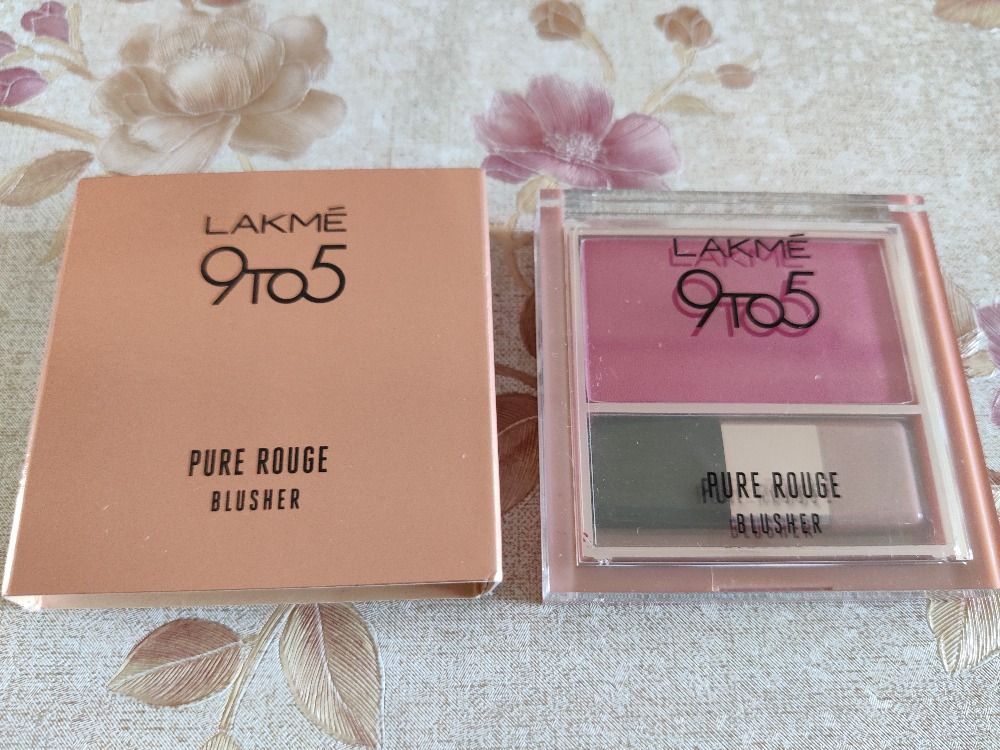 LAKMÉ
9TO5
PURE ROUGE
BLUSHER
LAKMÉ
9TO5
PURE ROUGE
BLUSHER